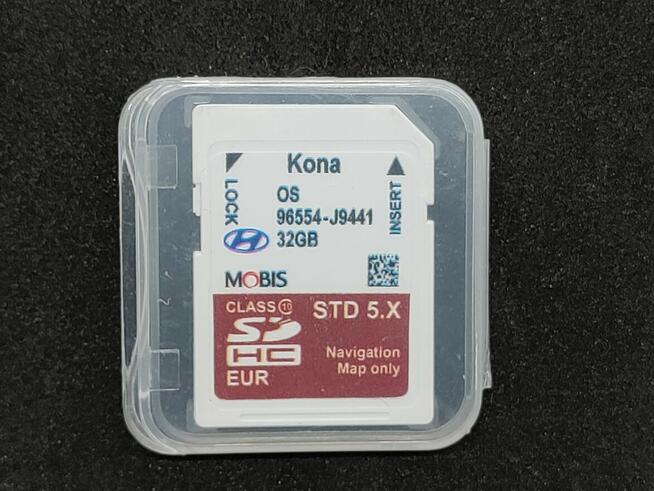 Kona
LOCK
OS
96554-J9441
32GB
INSERT
MOBIS
CLASS 10
STD 5.X
SD
HC
EUR
Navigation
Map only